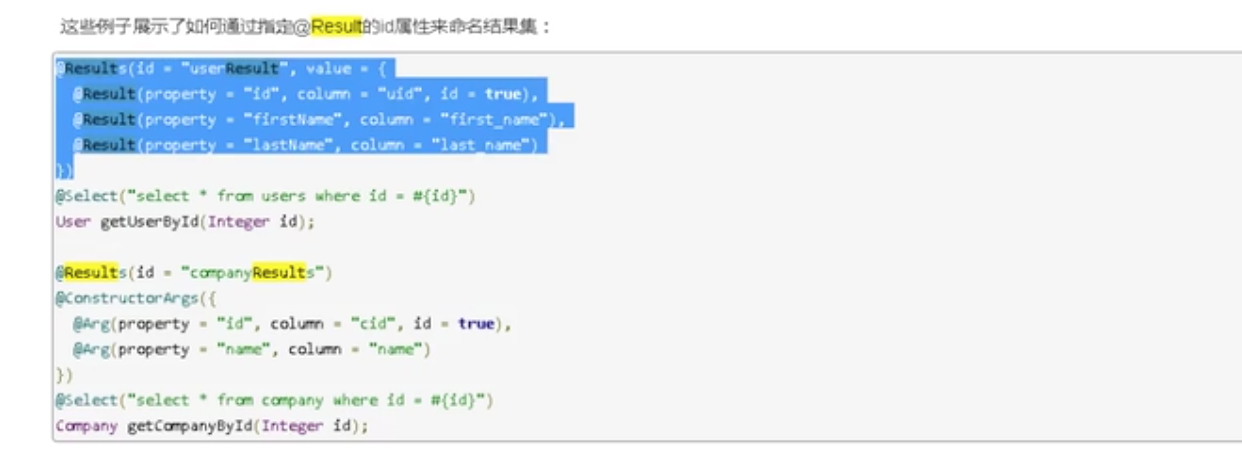 这些例子展示了如何通过指定@Result的id属性来命名结果集：
@Results(id = "userResult", value = {
  @Result(property = "id", column = "uid", id = true),
  @Result(property = "firstName", column = "first_name"),
  @Result(property = "lastName", column = "last_name")
})
@Select("select * from users where id = #{id}")
User getUserById(Integer id);
@Results(id = "companyResults")
@ConstructorArgs({
  @Arg(property = "id", column = "cid", id = true),
  @Arg(property = "name", column = "name")
})
@Select("select * from company where id = #{id}")
Company getCompanyById(Integer id);